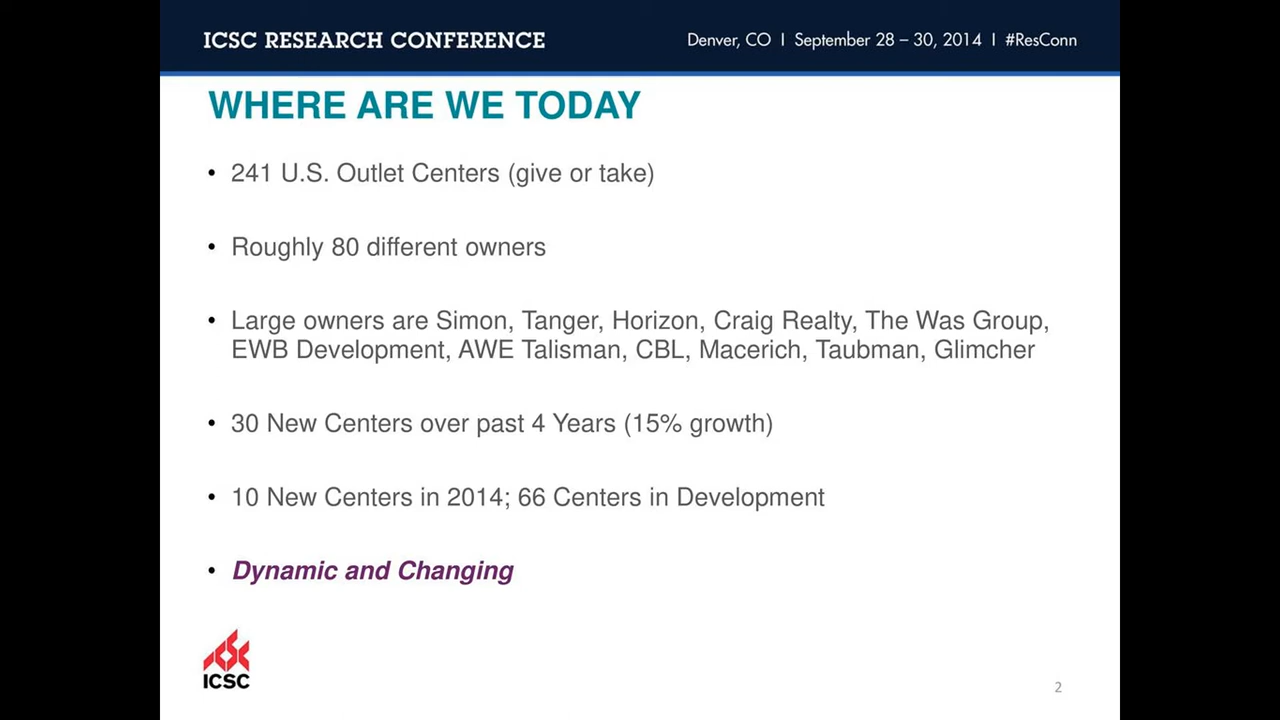 ICSC RESEARCH CONFERENCE
Denver, CO I September 28 – 30, 2014 I #ResConn
WHERE ARE WE TODAY
• 241 U.S. Outlet Centers (give or take)
• Roughly 80 different owners
• Large owners are Simon, Tanger, Horizon, Craig Realty, The Was Group,
EWB Development, AWE Talisman, CBL, Macerich, Taubman, Glimcher
• 30 New Centers over past 4 Years (15% growth)
• 10 New Centers in 2014; 66 Centers in Development
• Dynamic and Changing
ICSC
2